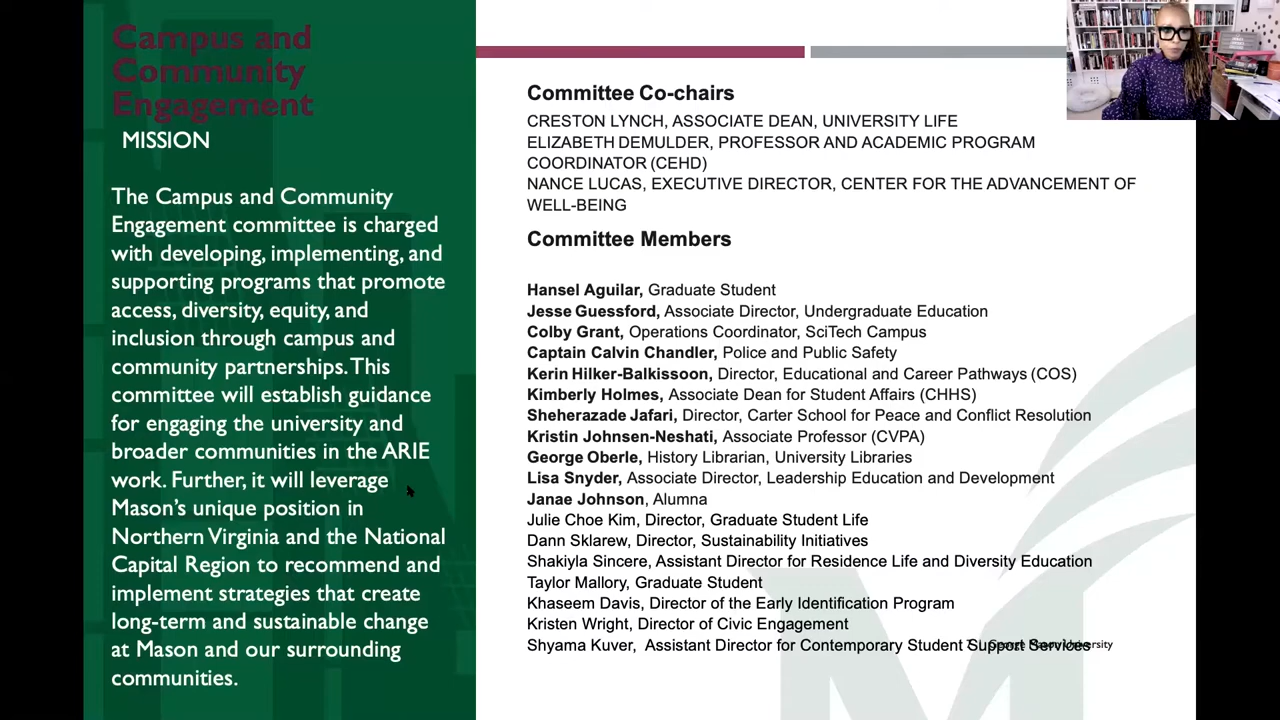 Campus and
Community
Engagement
MISSION
The Campus and Community
Engagement committee is charged
with developing, implementing, and
supporting programs that promote
access, diversity, equity, and
inclusion through campus and
community partnerships. This
committee will establish guidance
for engaging the university and
broader communities in the ARIE
work. Further, it will leverage
Mason's unique position in
Northern Virginia and the National
Capital Region to recommend and
implement strategies that create
long-term and sustainable change
at Mason and our surrounding
communities.
Committee Co-chairs
CRESTON LYNCH, ASSOCIATE DEAN, UNIVERSITY LIFE
ELIZABETH DEMULDER, PROFESSOR AND ACADEMIC PROGRAM
COORDINATOR (CEHD)
NANCE LUCAS, EXECUTIVE DIRECTOR, CENTER FOR THE ADVANCEMENT OF
WELL-BEING
Committee Members
Hansel Aguilar, Graduate Student
Jesse Guessford, Associate Director, Undergraduate Education
Colby Grant, Operations Coordinator, SciTech Campus
Captain Calvin Chandler, Police and Public Safety
Kerin Hilker-Balkissoon, Director, Educational and Career Pathways (COS)
Kimberly Holmes, Associate Dean for Student Affairs (CHHS)
Sheherazade Jafari, Director, Carter School for Peace and Conflict Resolution
Kristin Johnsen-Neshati, Associate Professor (CVPA)
George Oberle, History Librarian, University Libraries
Lisa Snyder, Associate Director, Leadership Education and Development
Janae Johnson, Alumna
Julie Choe Kim, Director, Graduate Student Life
Dann Sklarew, Director, Sustainability Initiatives
Shakiyla Sincere, Assistant Director for Residence Life and Diversity Education
Taylor Mallory, Graduate Student
Khaseem Davis, Director of the Early Identification Program
Kristen Wright, Director of Civic Engagement
Shyama Kuver, Assistant Director for Contemporary Student Support Services
George Mason University